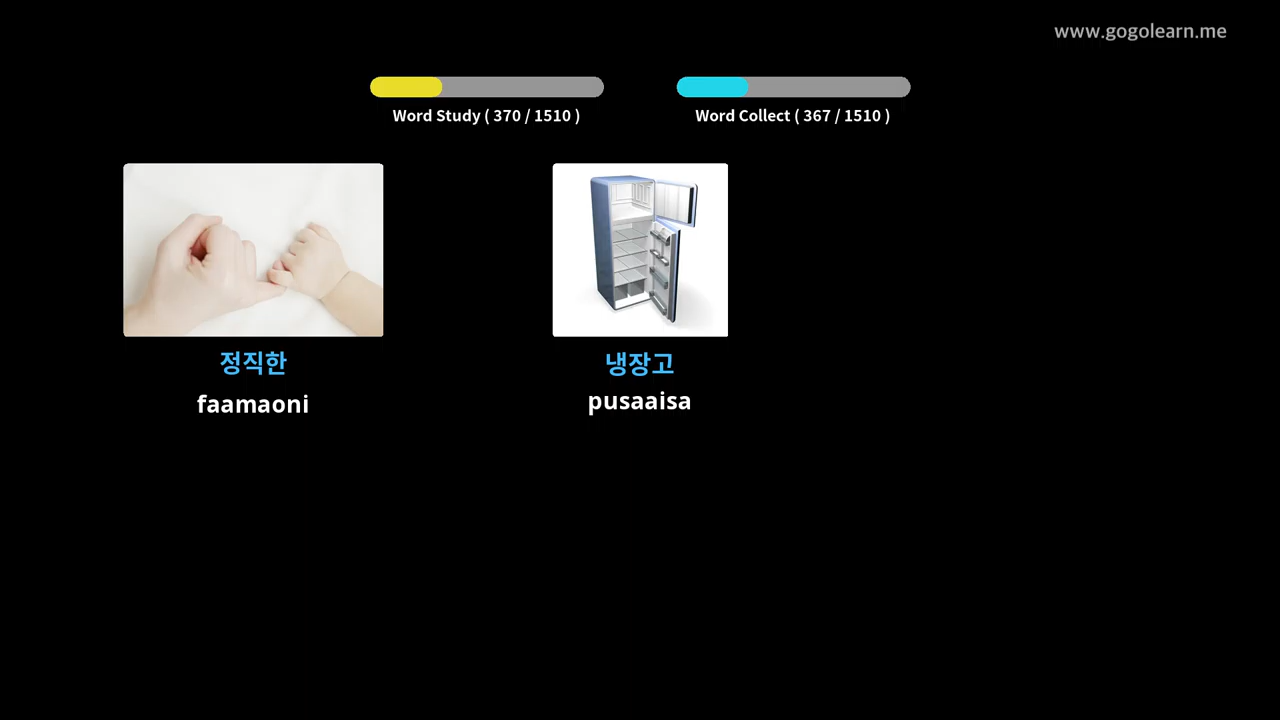 www.gogolearn.me
Word Study ( 370 / 1510 )
Word Collect ( 367 / 1510 )
정직한
냉장고
faamaoni
pusaaisa